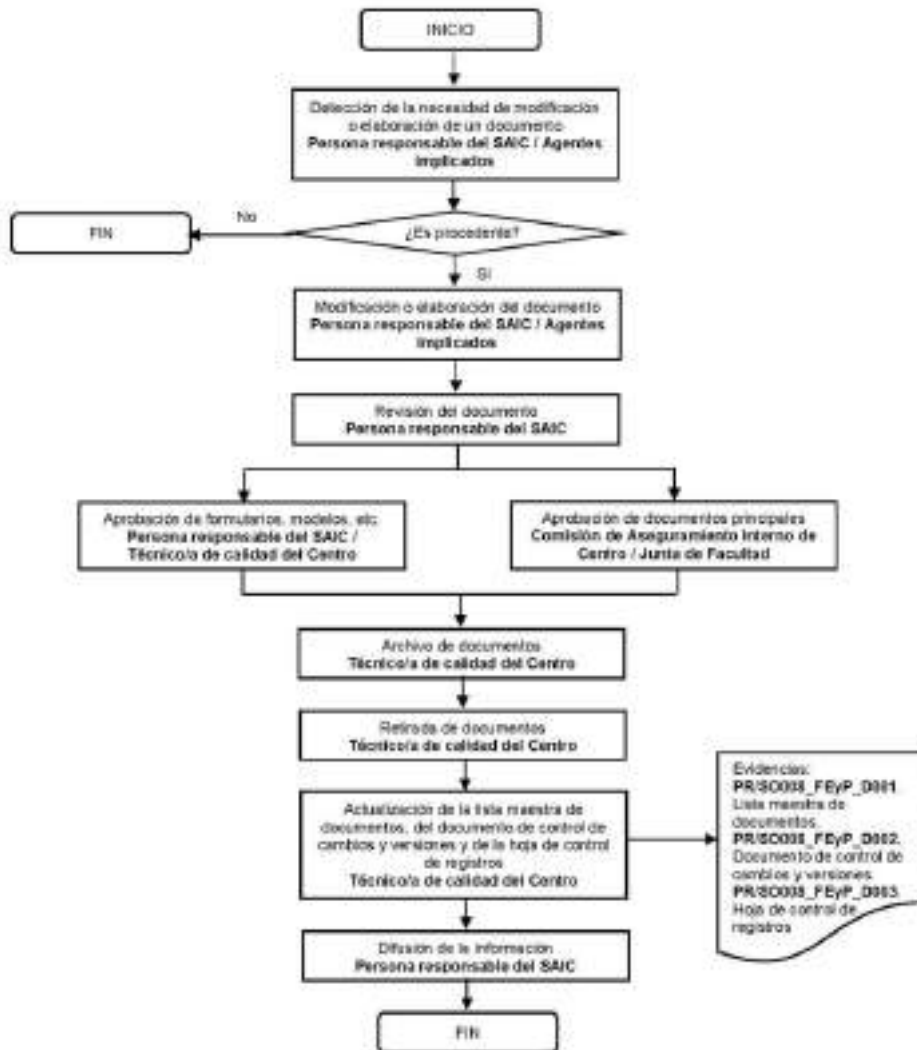 INICIO
Detección de la necesidad de modificación
o elaboración de un documento
Persona responsable del SAIC / Agentes
implicados
¿Es procedente?
No
FIN
Sí
Modificación o elaboración del documento
Persona responsable del SAIC / Agentes
implicados
Revisión del documento
Persona responsable del SAIC
Aprobación de formularios, modelos, etc
Persona responsable del SAIC /
Técnico/a de calidad del Centro
Aprobación de documentos principales
Comisión de Aseguramiento Interno de
Centro / Junta de Facultad
Archivo de documentos
Técnico/a de calidad del Centro
Retirada de documentos
Técnico/a de calidad del Centro
Actualización de la lista maestra de
documentos, del documento de control de
cambios y versiones y de la hoja de control
de registros
Técnico/a de calidad del Centro
Evidencias:
PR/SO008_FEyP_D001.
Lista maestra de
documentos.
PR/SO008_FEyP_D002.
Documento de control de
cambios y versiones.
PR/SO008_FEyP_D003.
Hoja de control de
registros
Difusión de la información
Persona responsable del SAIC
FIN